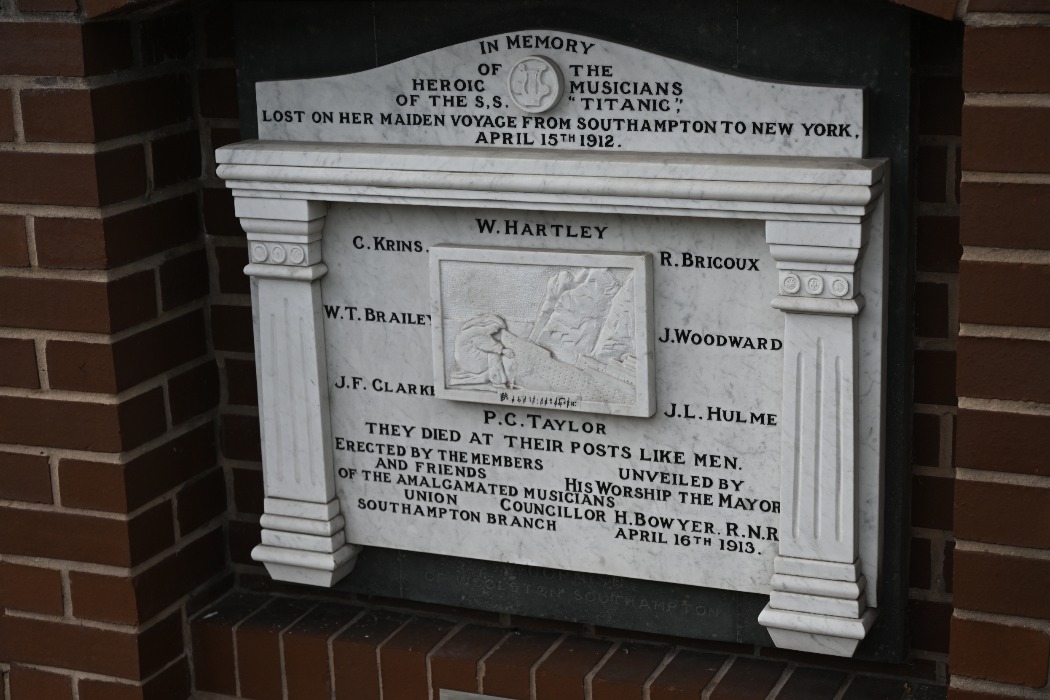 IN MEMORY
OF THE
HEROIC MUSICIANS
OF THE S.S. "TITANIC",
LOST ON HER MAIDEN VOYAGE FROM SOUTHAMPTON TO NEW YORK,
APRIL 15TH 1912.
W. HARTLEY
C. KRINS. R. BRICOUX
W.T. BRAILEY J. WOODWARD
J.F. CLARKE J.L. HULME
P.C. TAYLOR
THEY DIED AT THEIR POSTS LIKE MEN.
ERECTED BY THE MEMBERS
AND FRIENDS
OF THE AMALGAMATED MUSICIANS
UNION
SOUTHAMPTON BRANCH
UNVEILED BY
HIS WORSHIP THE MAYOR
COUNCILLOR H. BOWYER. R.N.R
APRIL 16TH 1913.
SOUTHAMPTON